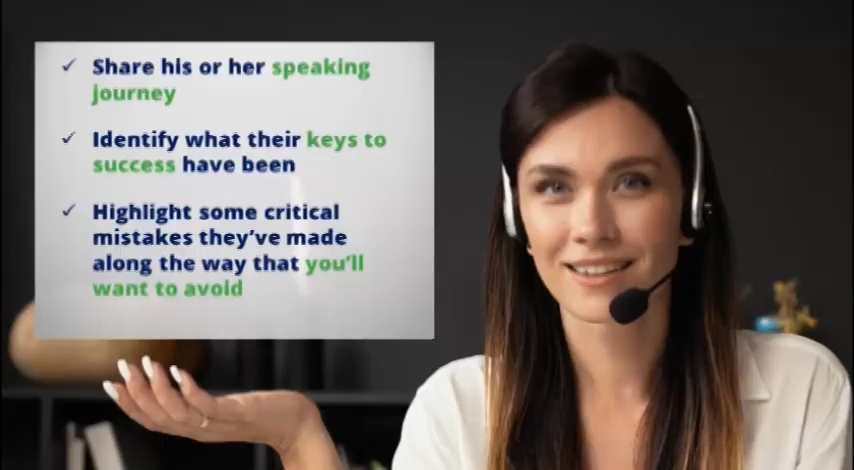 ✓ Share his or her speaking
journey
✓ Identify what their keys to
success have been
✓ Highlight some critical
mistakes they've made
along the way that you'll
want to avoid